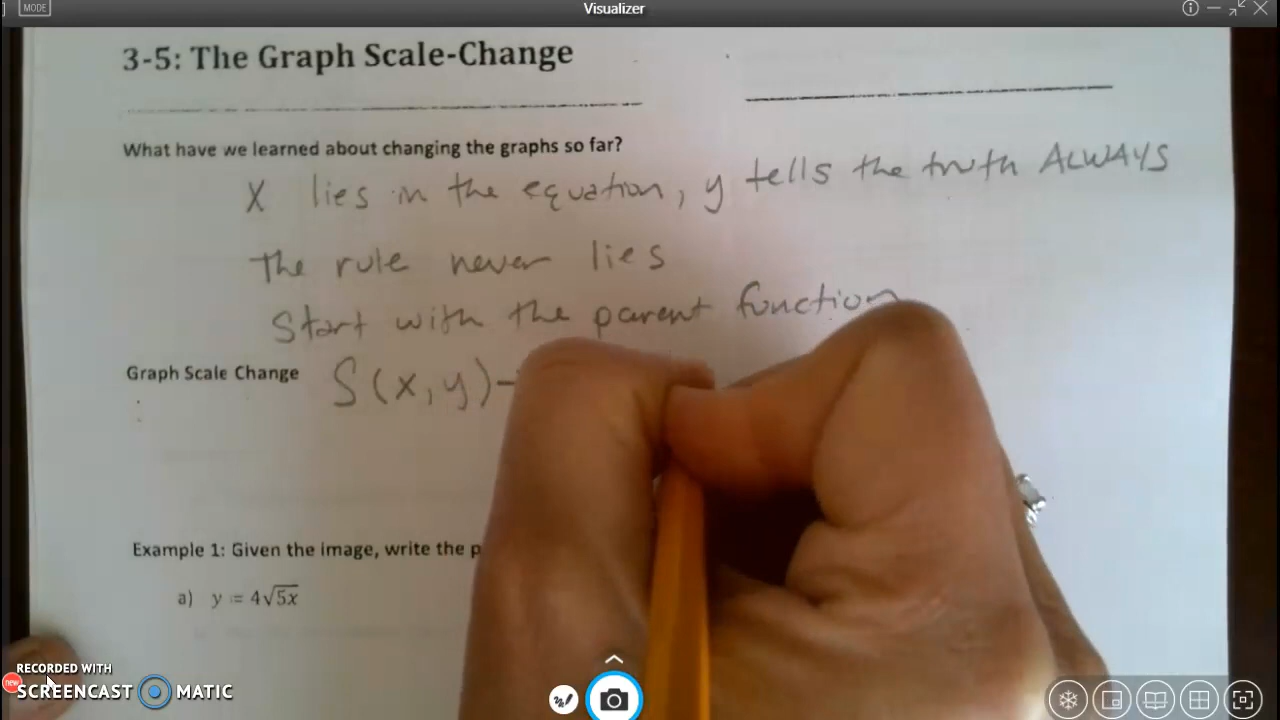 MODE
Visualizer
3-5: The Graph Scale-Change
What have we learned about changing the graphs so far?
X lies in the equation, y tells the truth ALWAYS
The rule never lies
Start with the parent function
Graph Scale Change S(x,y)
Example 1: Given the image, write the p
a) y = 4√5x
RECORDED WITH
new
SCREENCAST MATIC